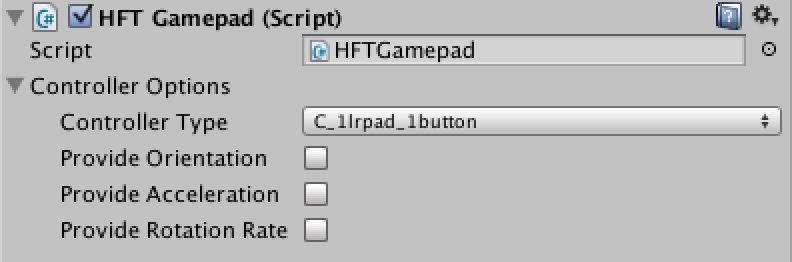 HFT Gamepad (Script)
Script HFTGamepad
Controller Options
Controller Type C_1lrpad_1button
Provide Orientation
Provide Acceleration
Provide Rotation Rate